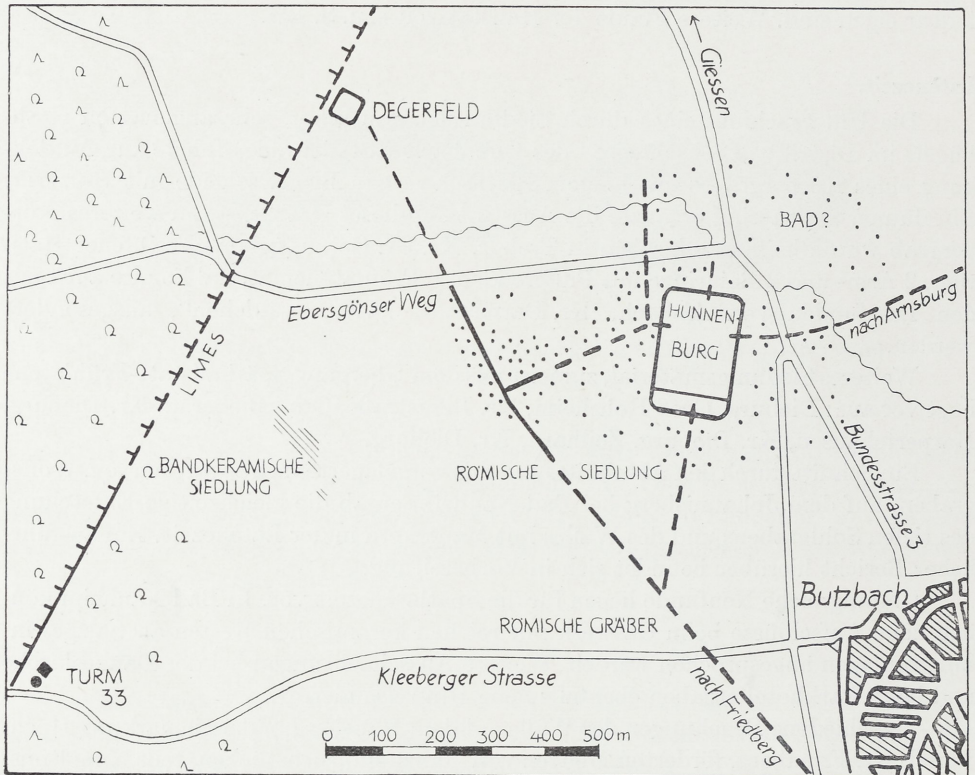 Giessen
DEGERFELD
BAD?
nach Arnsburg
HUNNEN-
BURG
Ebersgönser Weg
LIMES
Bundesstrasse 3
BANDKERAMISCHE
SIEDLUNG
RÖMISCHE SIEDLUNG
Butzbach
RÖMISCHE GRÄBER
TURM
33
Kleeberger Strasse
nach Friedberg
0 100 200 300 400 500 m